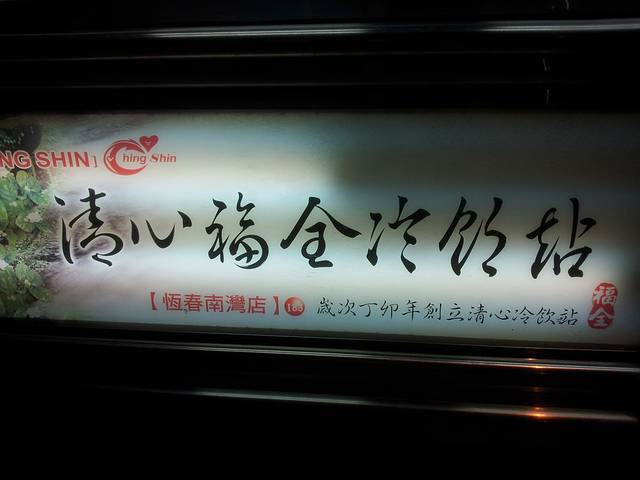 NG SHIN】 Ching Shin
清心福全冷飲站
【恆春南灣店】 183 歲次丁卯年創立清心冷飲站
福全